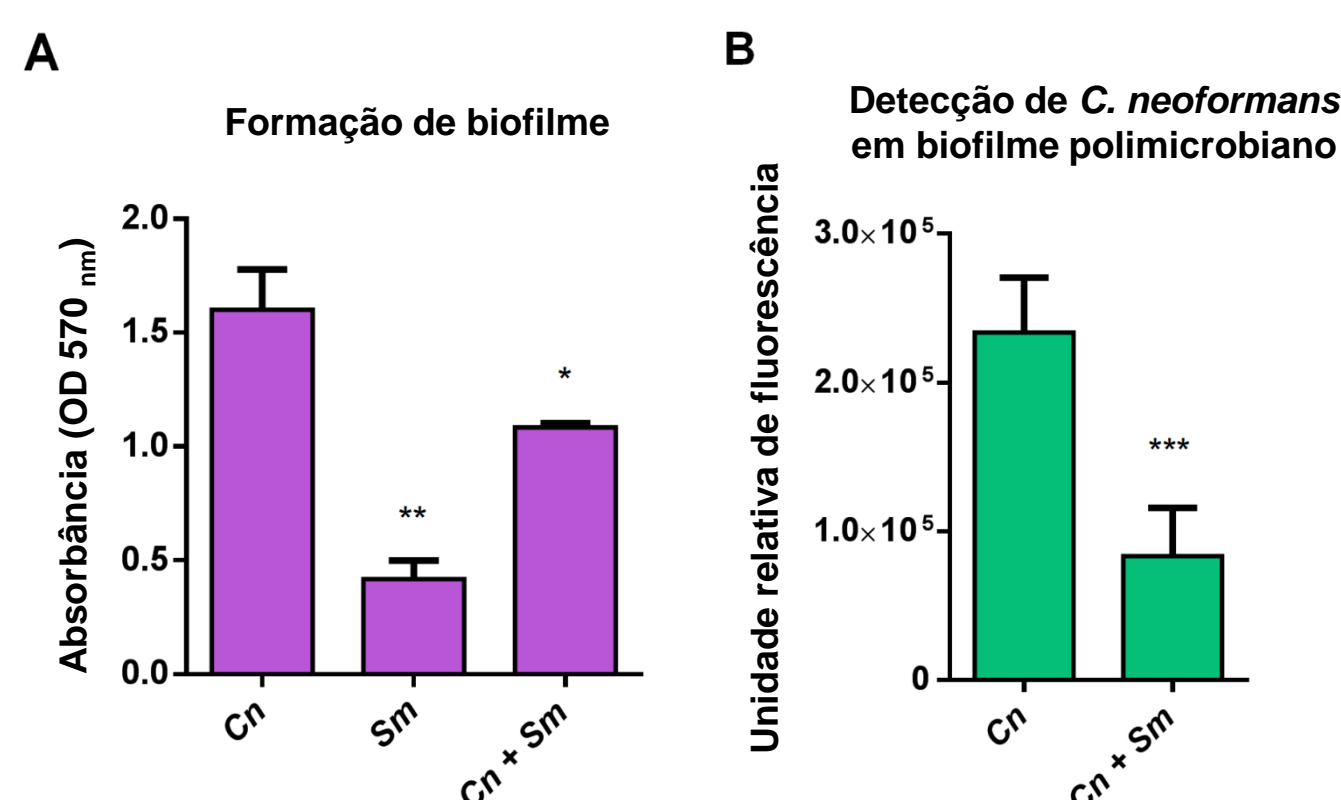 A
Formação de biofilme
Absorbância (OD 570 nm)
2.0
1.5
1.0
0.5
0.0
**
*
Cn
Sm
Cn + Sm
B
Detecção de C. neoformans
em biofilme polimicrobiano
Unidade relativa de fluorescência
3.0×10⁵
2.0×10⁵
1.0×10⁵
0
***
Cn
Cn + Sm